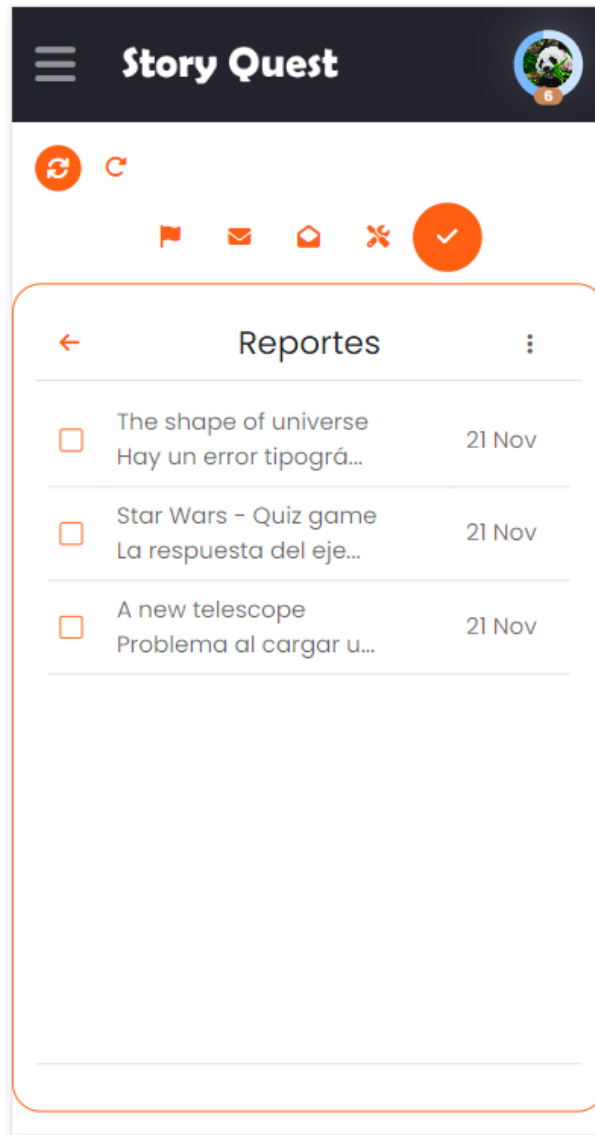 Story Quest
6
Reportes
The shape of universe
Hay un error tipográ...
21 Nov
Star Wars - Quiz game
La respuesta del eje...
21 Nov
A new telescope
Problema al cargar u...
21 Nov